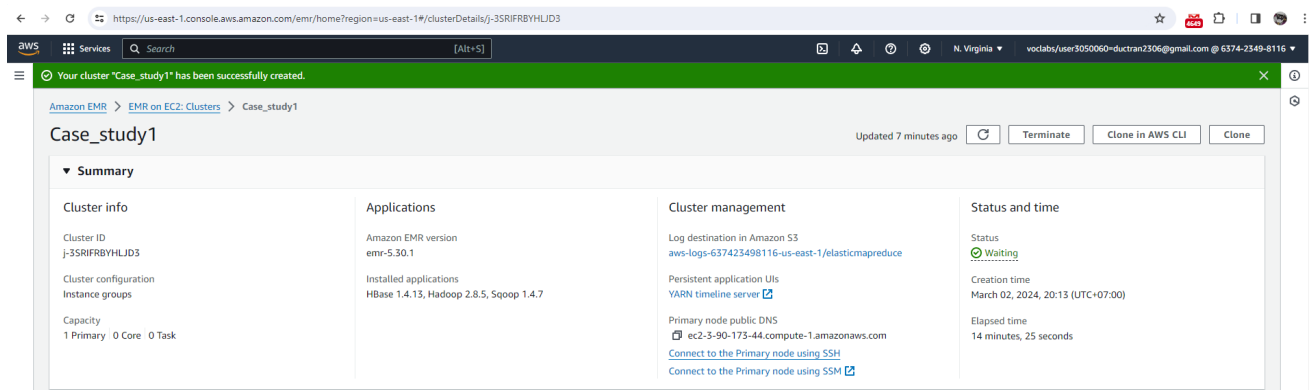 https://us-east-1.console.aws.amazon.com/emr/home?region=us-east-1#/clusterDetails/j-3SRIFRBYHLJD3
4649
aws
Services
Search
[Alt+S]
N. Virginia
voclabs/user3050060=ductran2306@gmail.com @ 6374-2349-8116
Your cluster "Case_study1" has been successfully created.
Amazon EMR > EMR on EC2: Clusters > Case_study1
Case_study1
Updated 7 minutes ago
Terminate
Clone in AWS CLI
Clone
Summary
Cluster info
Cluster ID
j-3SRIFRBYHLJD3
Cluster configuration
Instance groups
Capacity
1 Primary 0 Core 0 Task
Applications
Amazon EMR version
emr-5.30.1
Installed applications
HBase 1.4.13, Hadoop 2.8.5, Sqoop 1.4.7
Cluster management
Log destination in Amazon S3
aws-logs-637423498116-us-east-1/elasticmapreduce
Persistent application UIs
YARN timeline server
Primary node public DNS
ec2-3-90-173-44.compute-1.amazonaws.com
Connect to the Primary node using SSH
Connect to the Primary node using SSM
Status and time
Status
Waiting
Creation time
March 02, 2024, 20:13 (UTC+07:00)
Elapsed time
14 minutes, 25 seconds